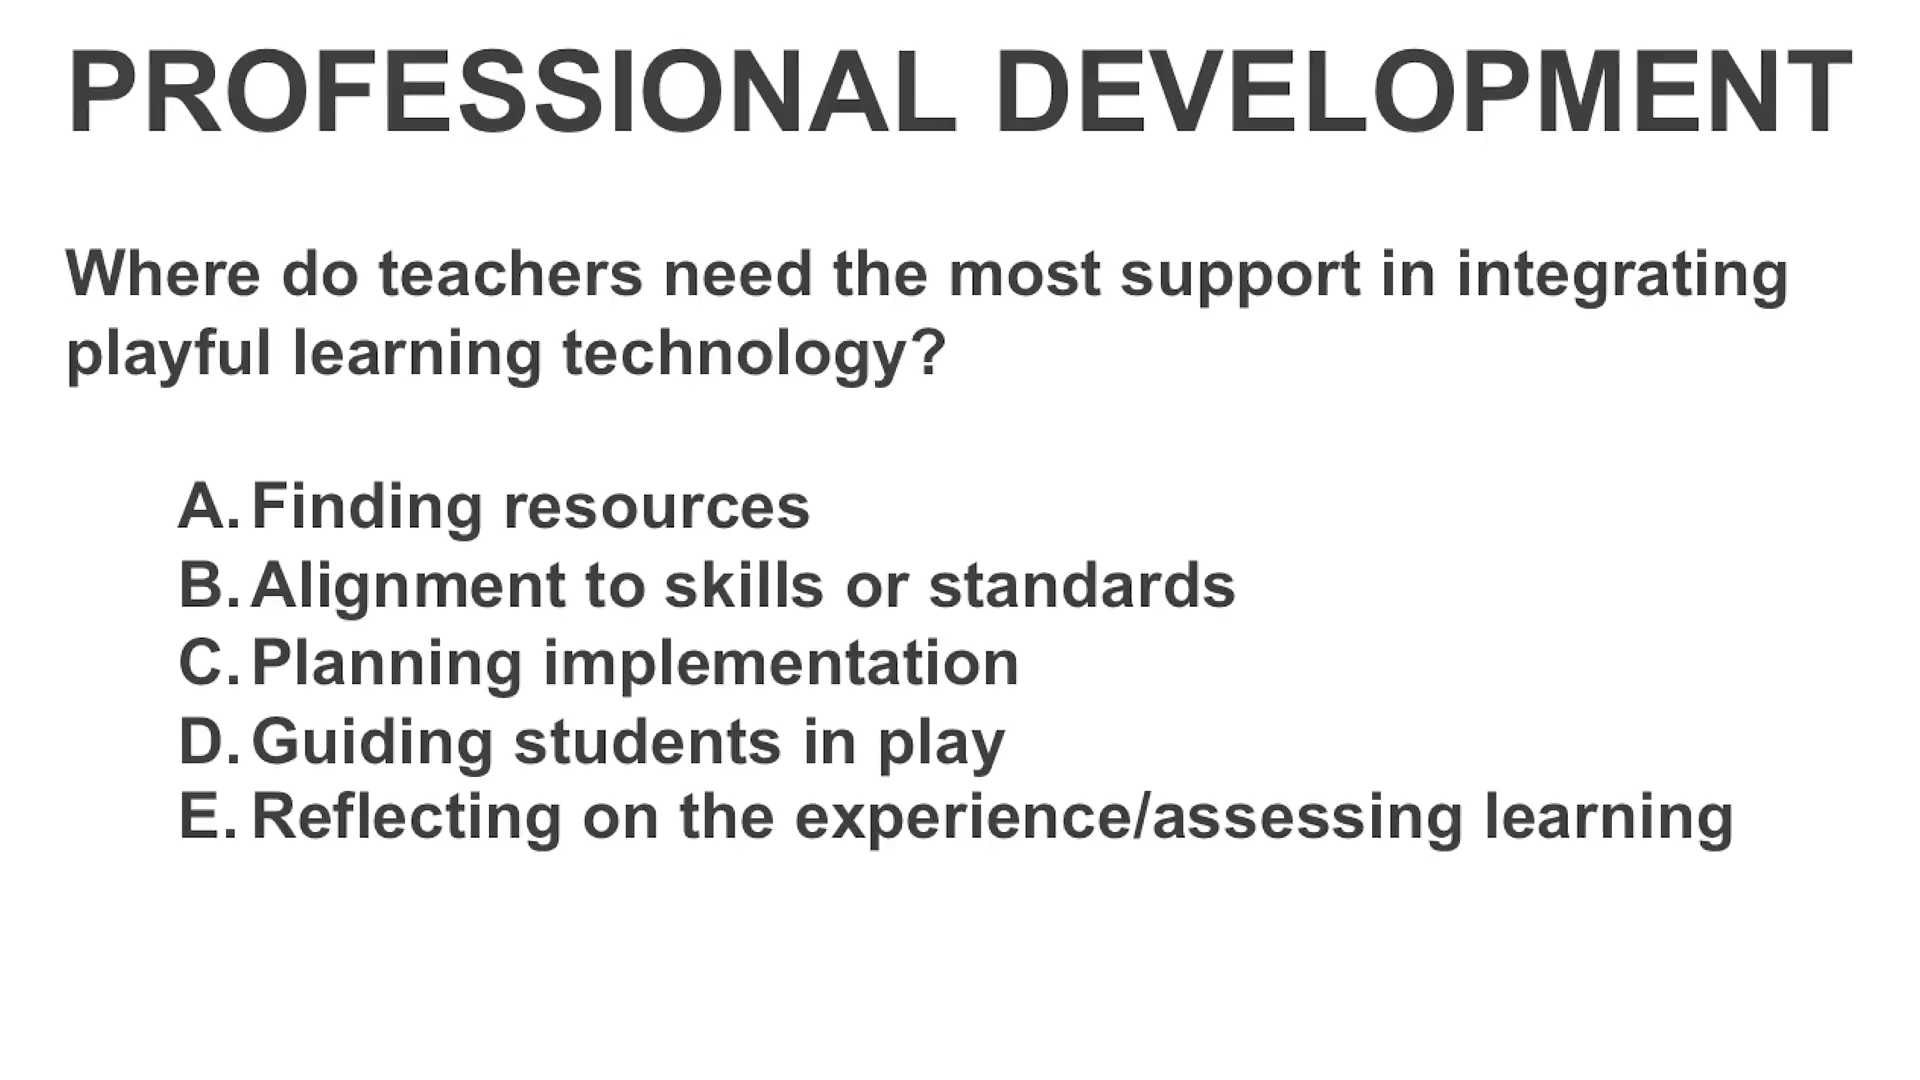 PROFESSIONAL DEVELOPMENT
Where do teachers need the most support in integrating
playful learning technology?
A. Finding resources
B. Alignment to skills or standards
C. Planning implementation
D. Guiding students in play
E. Reflecting on the experience/assessing learning